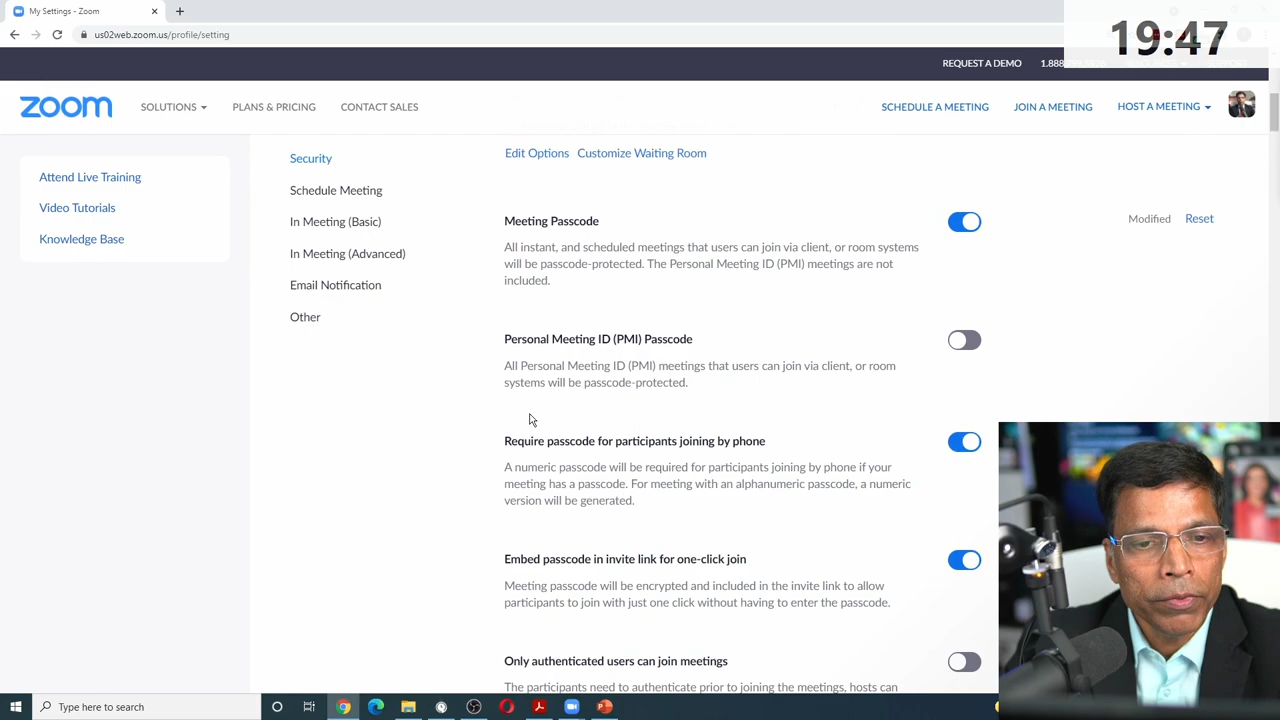 My Settings - Zoom
19:47
us02web.zoom.us/profile/setting
REQUEST A DEMO 1.888
zoom SOLUTIONS PLANS & PRICING CONTACT SALES SCHEDULE A MEETING JOIN A MEETING HOST A MEETING
Attend Live Training
Video Tutorials
Knowledge Base
Security
Schedule Meeting
In Meeting (Basic)
In Meeting (Advanced)
Email Notification
Other
Edit Options Customize Waiting Room
Meeting Passcode
Modified Reset
All instant, and scheduled meetings that users can join via client, or room systems
will be passcode-protected. The Personal Meeting ID (PMI) meetings are not
included.
Personal Meeting ID (PMI) Passcode
All Personal Meeting ID (PMI) meetings that users can join via client, or room
systems will be passcode-protected.
Require passcode for participants joining by phone
A numeric passcode will be required for participants joining by phone if your
meeting has a passcode. For meeting with an alphanumeric passcode, a numeric
version will be generated.
Embed passcode in invite link for one-click join
Meeting passcode will be encrypted and included in the invite link to allow
participants to join with just one click without having to enter the passcode.
Only authenticated users can join meetings
The participants need to authenticate prior to joining the meetings, hosts can
Type here to search